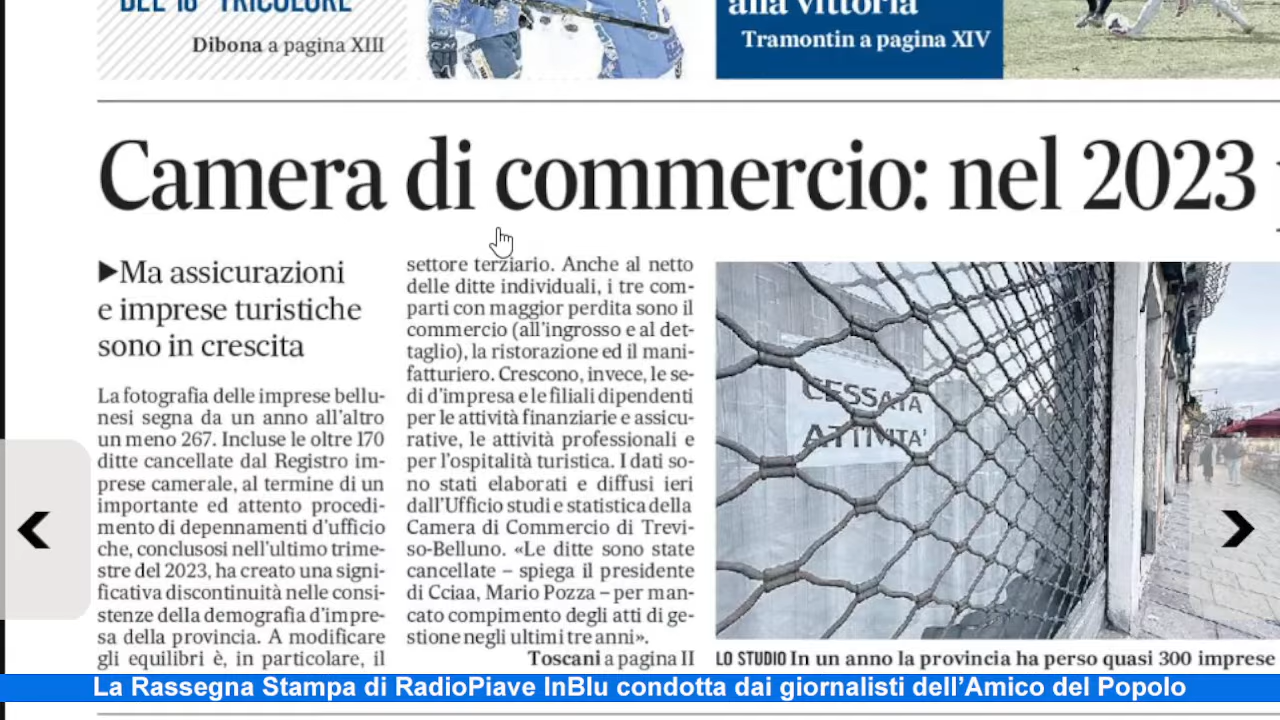 DEL 18° TRICOLORE
Dibona a pagina XIII
alla vittoria
Tramontin a pagina XIV
Camera di commercio: nel 2023
▶Ma assicurazioni
e imprese turistiche
sono in crescita
La fotografia delle imprese bellu-
nesi segna da un anno all'altro
un meno 267. Incluse le oltre 170
ditte cancellate dal Registro im-
prese camerale, al termine di un
importante ed attento procedi-
mento di depennamenti d'ufficio
che, conclusosi nell'ultimo trime-
stre del 2023, ha creato una signi-
ficativa discontinuità nelle consi-
stenze della demografia d'impre-
sa della provincia. A modificare
gli equilibri è, in particolare, il
settore terziario. Anche al netto
delle ditte individuali, i tre com-
parti con maggior perdita sono il
commercio (all'ingrosso e al det-
taglio), la ristorazione ed il mani-
fatturiero. Crescono, invece, le se-
di d'impresa e le filiali dipendenti
per le attività finanziarie e assicu-
rative, le attività professionali e
per l'ospitalità turistica. I dati so-
no stati elaborati e diffusi ieri
dall'Ufficio studi e statistica della
Camera di Commercio di Trevi-
so-Belluno. «Le ditte sono state
cancellate – spiega il presidente
di Cciaa, Mario Pozza – per man-
cato compimento degli atti di ge-
stione negli ultimi tre anni».
Toscani a pagina II
CESSATA
ATTIVITA'
LO STUDIO In un anno la provincia ha perso quasi 300 imprese
La Rassegna Stampa di RadioPiave InBlu condotta dai giornalisti dell'Amico del Popolo